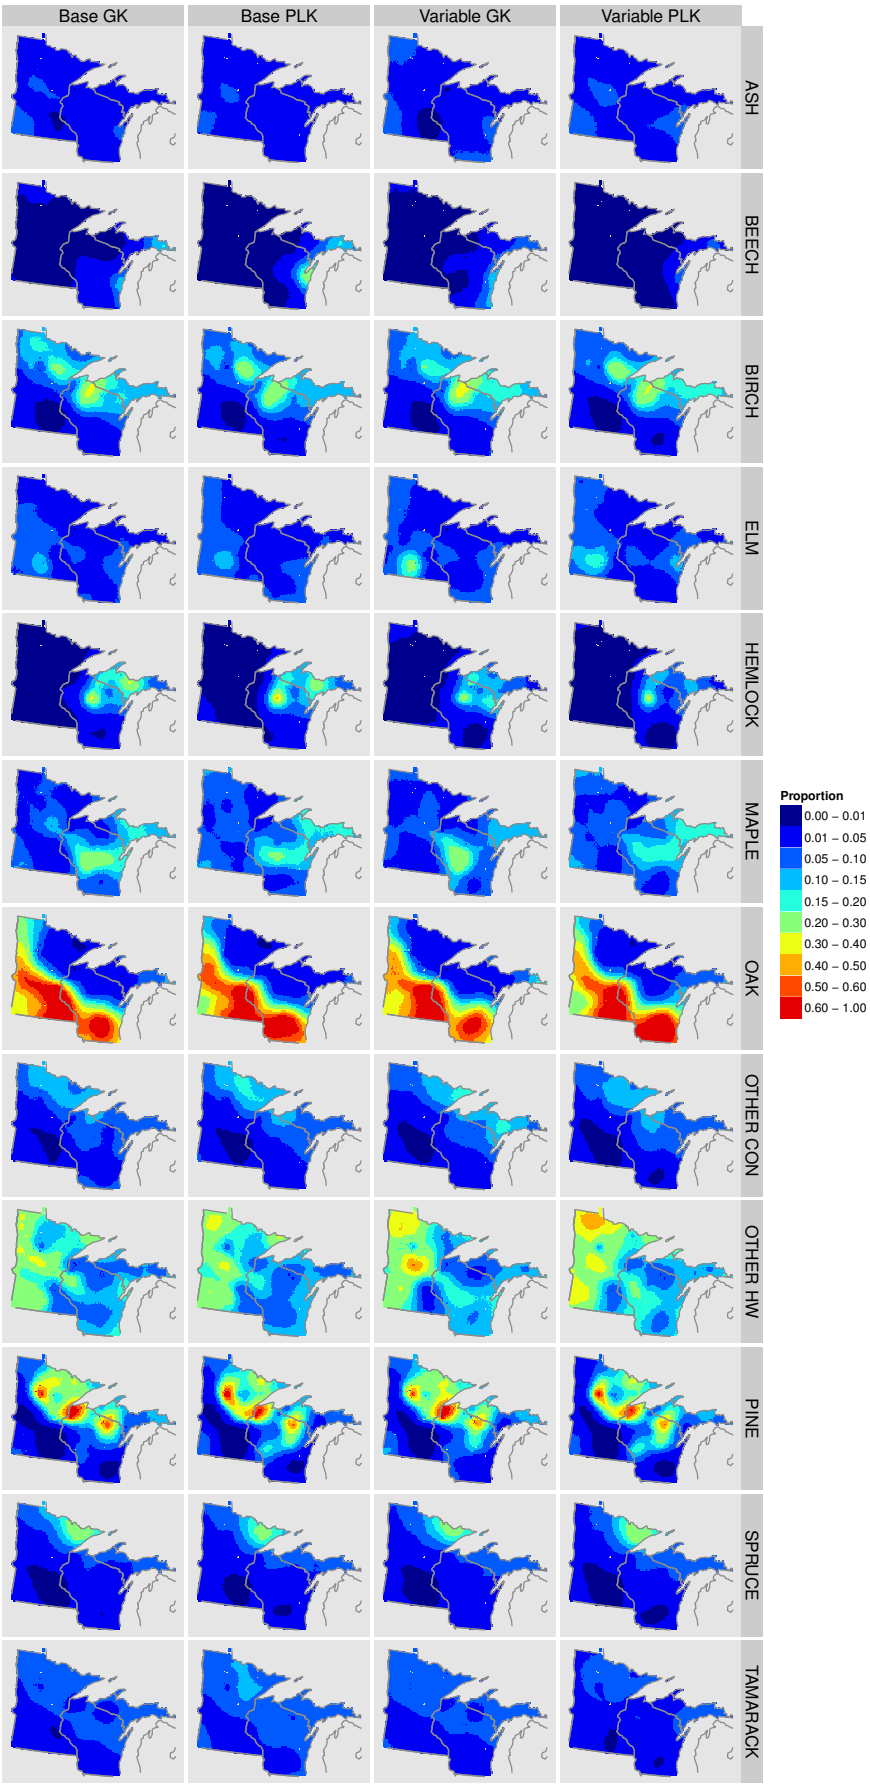 Base GK
Base PLK
Variable GK
Variable PLK
ASH
BEECH
BIRCH
ELM
HEMLOCK
MAPLE
OAK
OTHER CON
OTHER HW
PINE
SPRUCE
TAMARACK
Proportion
0.00 − 0.01
0.01 − 0.05
0.05 − 0.10
0.10 − 0.15
0.15 − 0.20
0.20 − 0.30
0.30 − 0.40
0.40 − 0.50
0.50 − 0.60
0.60 − 1.00